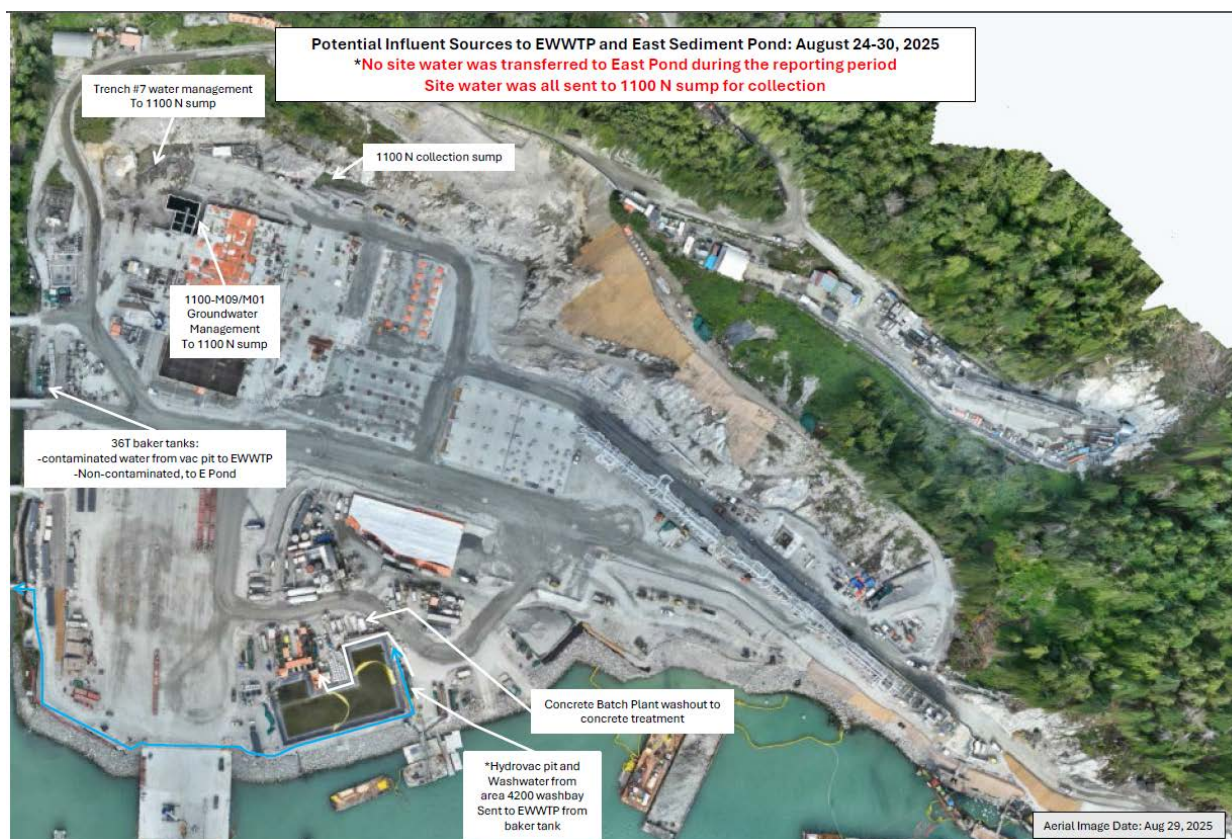 Potential Influent Sources to EWWTP and East Sediment Pond: August 24-30, 2025
*No site water was transferred to East Pond during the reporting period
Site water was all sent to 1100 N sump for collection
Trench #7 water management
To 1100 N sump
1100 N collection sump
1100-M09/M01
Groundwater
Management
To 1100 N sump
36T baker tanks:
-contaminated water from vac pit to EWWTP
-Non-contaminated, to E Pond
Concrete Batch Plant washout to
concrete treatment
*Hydrovac pit and
Washwater from
area 4200 washbay
Sent to EWWTP from
baker tank
Aerial Image Date: Aug 29, 2025